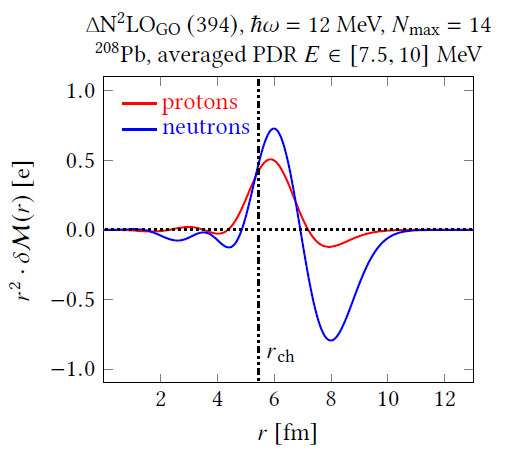 ΔN²LO_GO (394), ℏω = 12 MeV, N_max = 14
²⁰⁸Pb, averaged PDR E ∈ [7.5, 10] MeV
1.0
protons
neutrons
0.5
0.0
−0.5
−1.0
r² · δM(r) [e]
r_ch
2 4 6 8 10 12
r [fm]